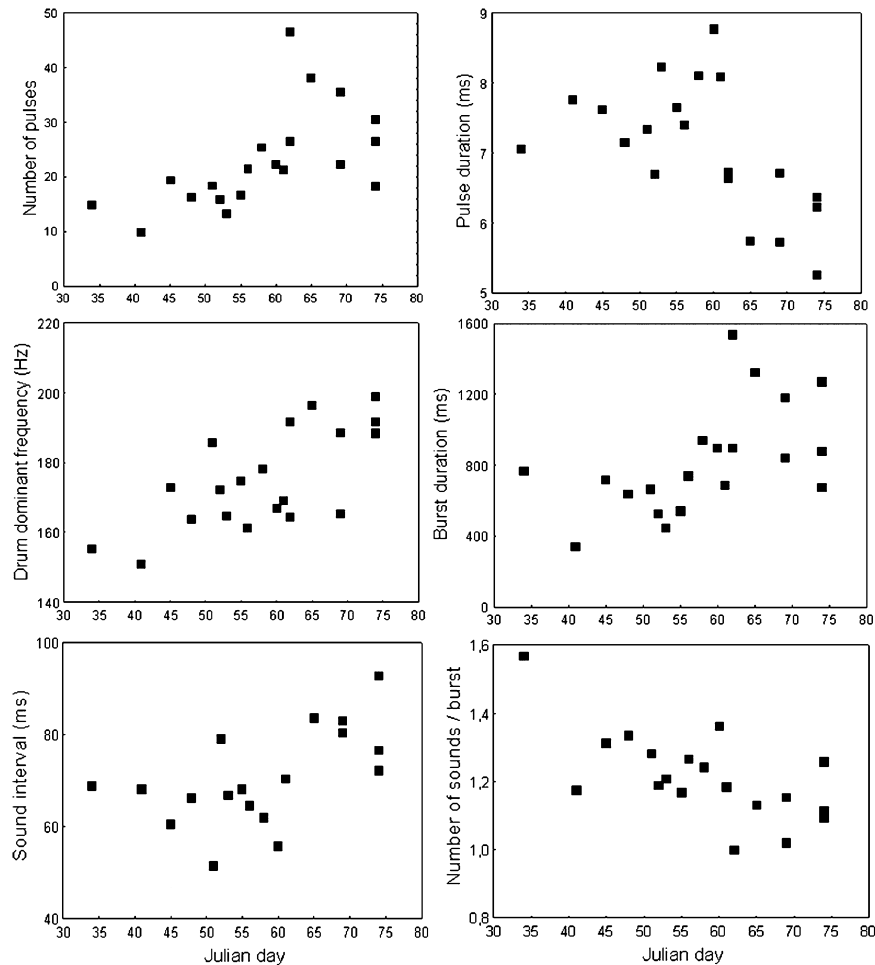 Number of pulses
50
40
30
20
10
0
30 35 40 45 50 55 60 65 70 75 80
Pulse duration (ms)
9
8
7
6
5
30 35 40 45 50 55 60 65 70 75 80
Drum dominant frequency (Hz)
220
200
180
160
140
30 35 40 45 50 55 60 65 70 75 80
Burst duration (ms)
1600
1200
800
400
0
30 35 40 45 50 55 60 65 70 75 80
Sound interval (ms)
100
80
60
40
30 35 40 45 50 55 60 65 70 75 80
Julian day
Number of sounds / burst
1,6
1,4
1,2
1,0
0,8
30 35 40 45 50 55 60 65 70 75 80
Julian day